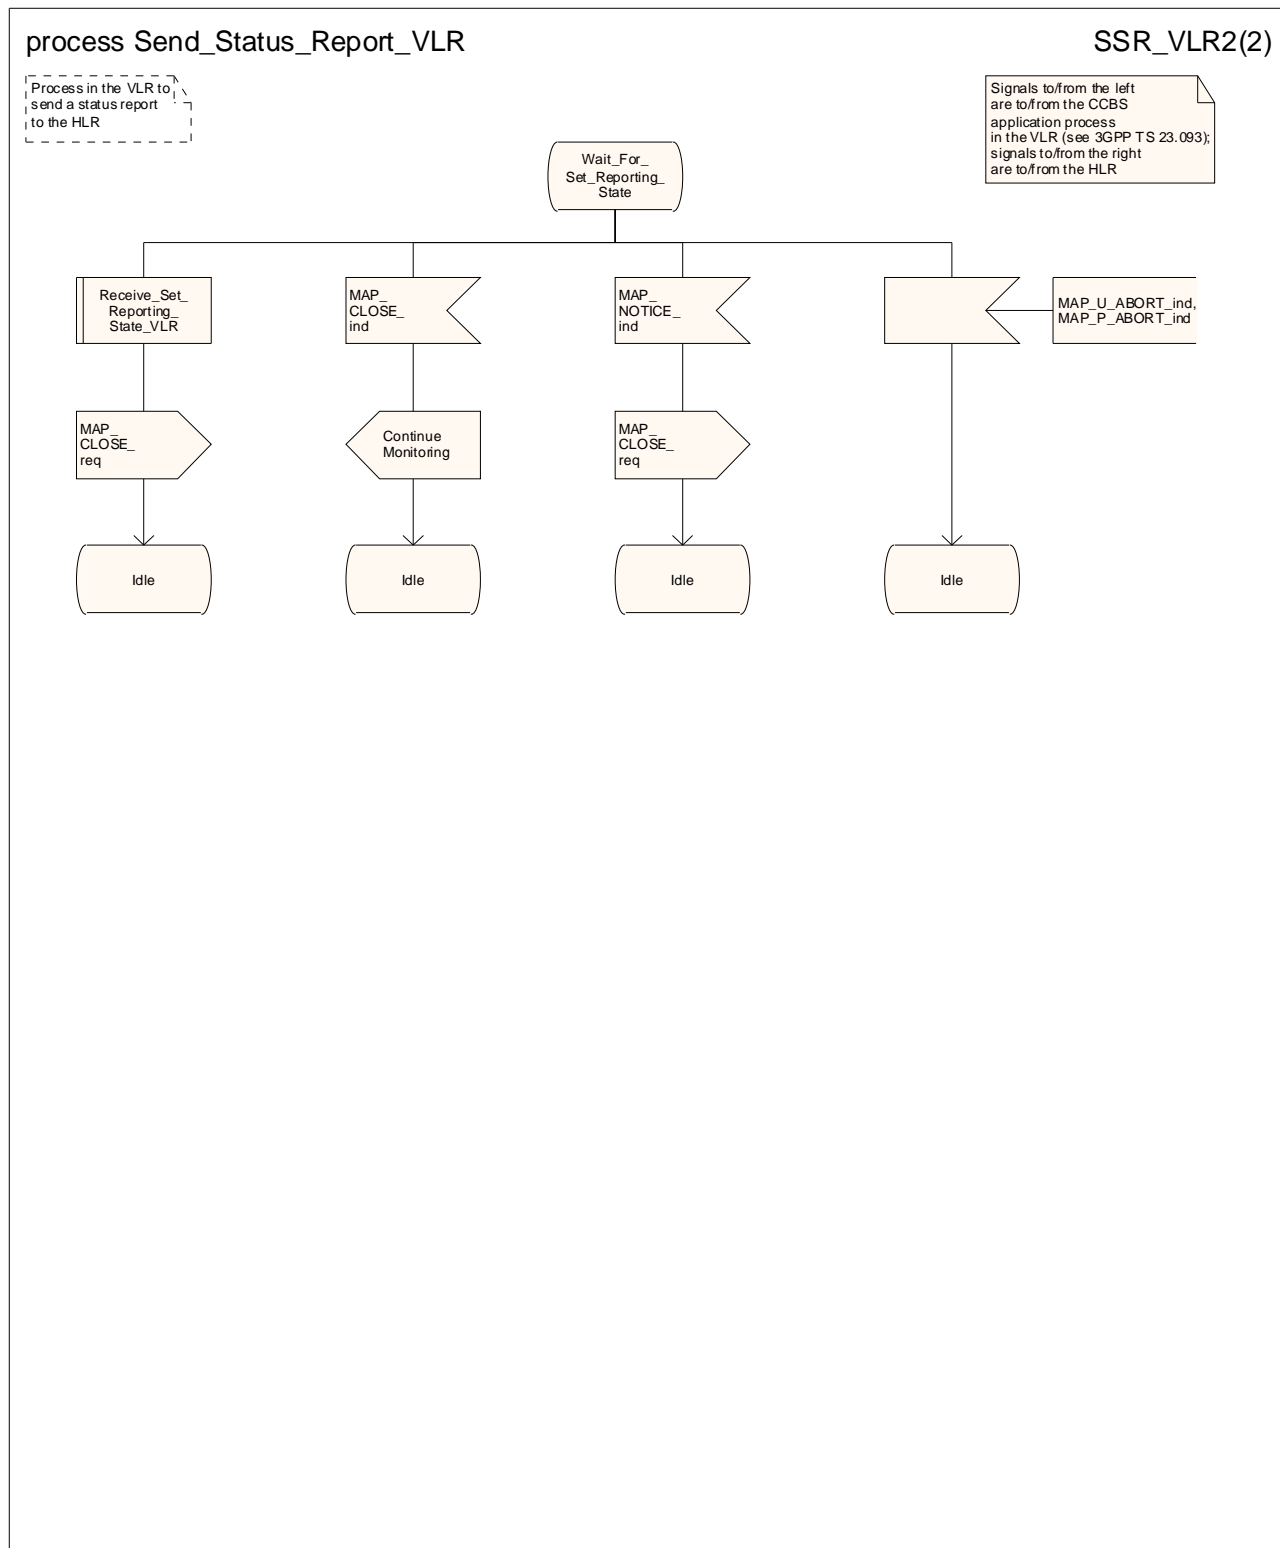 process Send_Status_Report_VLR
SSR_VLR2(2)
Process in the VLR to
send a status report
to the HLR
Signals to/from the left
are to/from the CCBS
application process
in the VLR (see 3GPP TS 23.093);
signals to/from the right
are to/from the HLR
Wait_For_
Set_Reporting_
State
Receive_Set_
Reporting_
State_VLR
MAP_
CLOSE_
ind
MAP_
NOTICE_
ind
MAP_U_ABORT_ind,
MAP_P_ABORT_ind
MAP_
CLOSE_
req
Continue
Monitoring
MAP_
CLOSE_
req
Idle
Idle
Idle
Idle